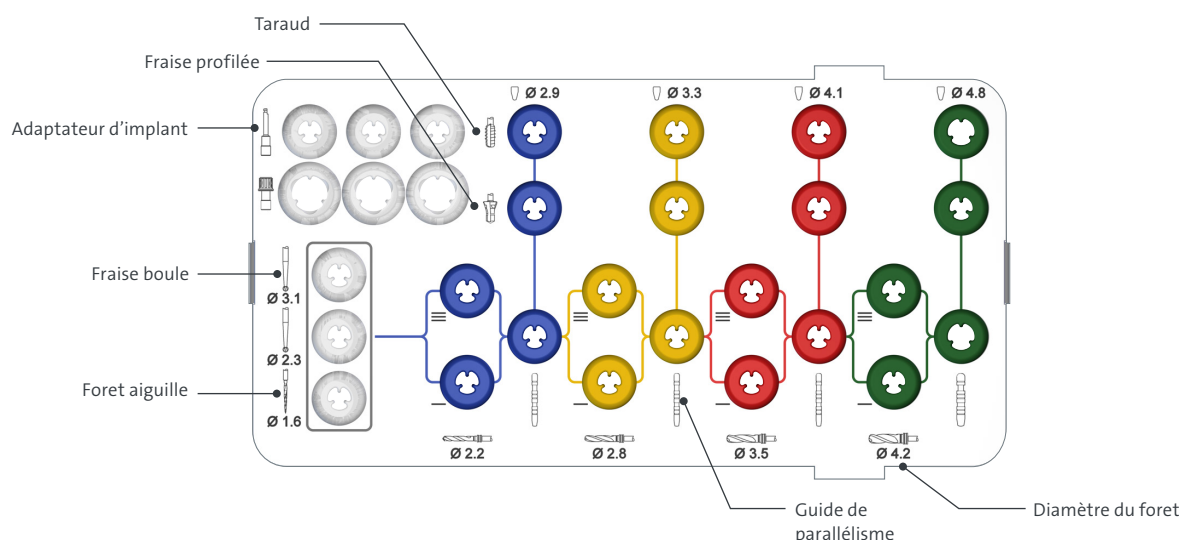 Taraud
Fraise profilée
Adaptateur d’implant
Ø 2.9
Ø 3.3
Ø 4.1
Ø 4.8
Fraise boule
Ø 3.1
Ø 2.3
Foret aiguille
Ø 1.6
Ø 2.2
Ø 2.8
Ø 3.5
Ø 4.2
Guide de
parallélisme
Diamètre du foret